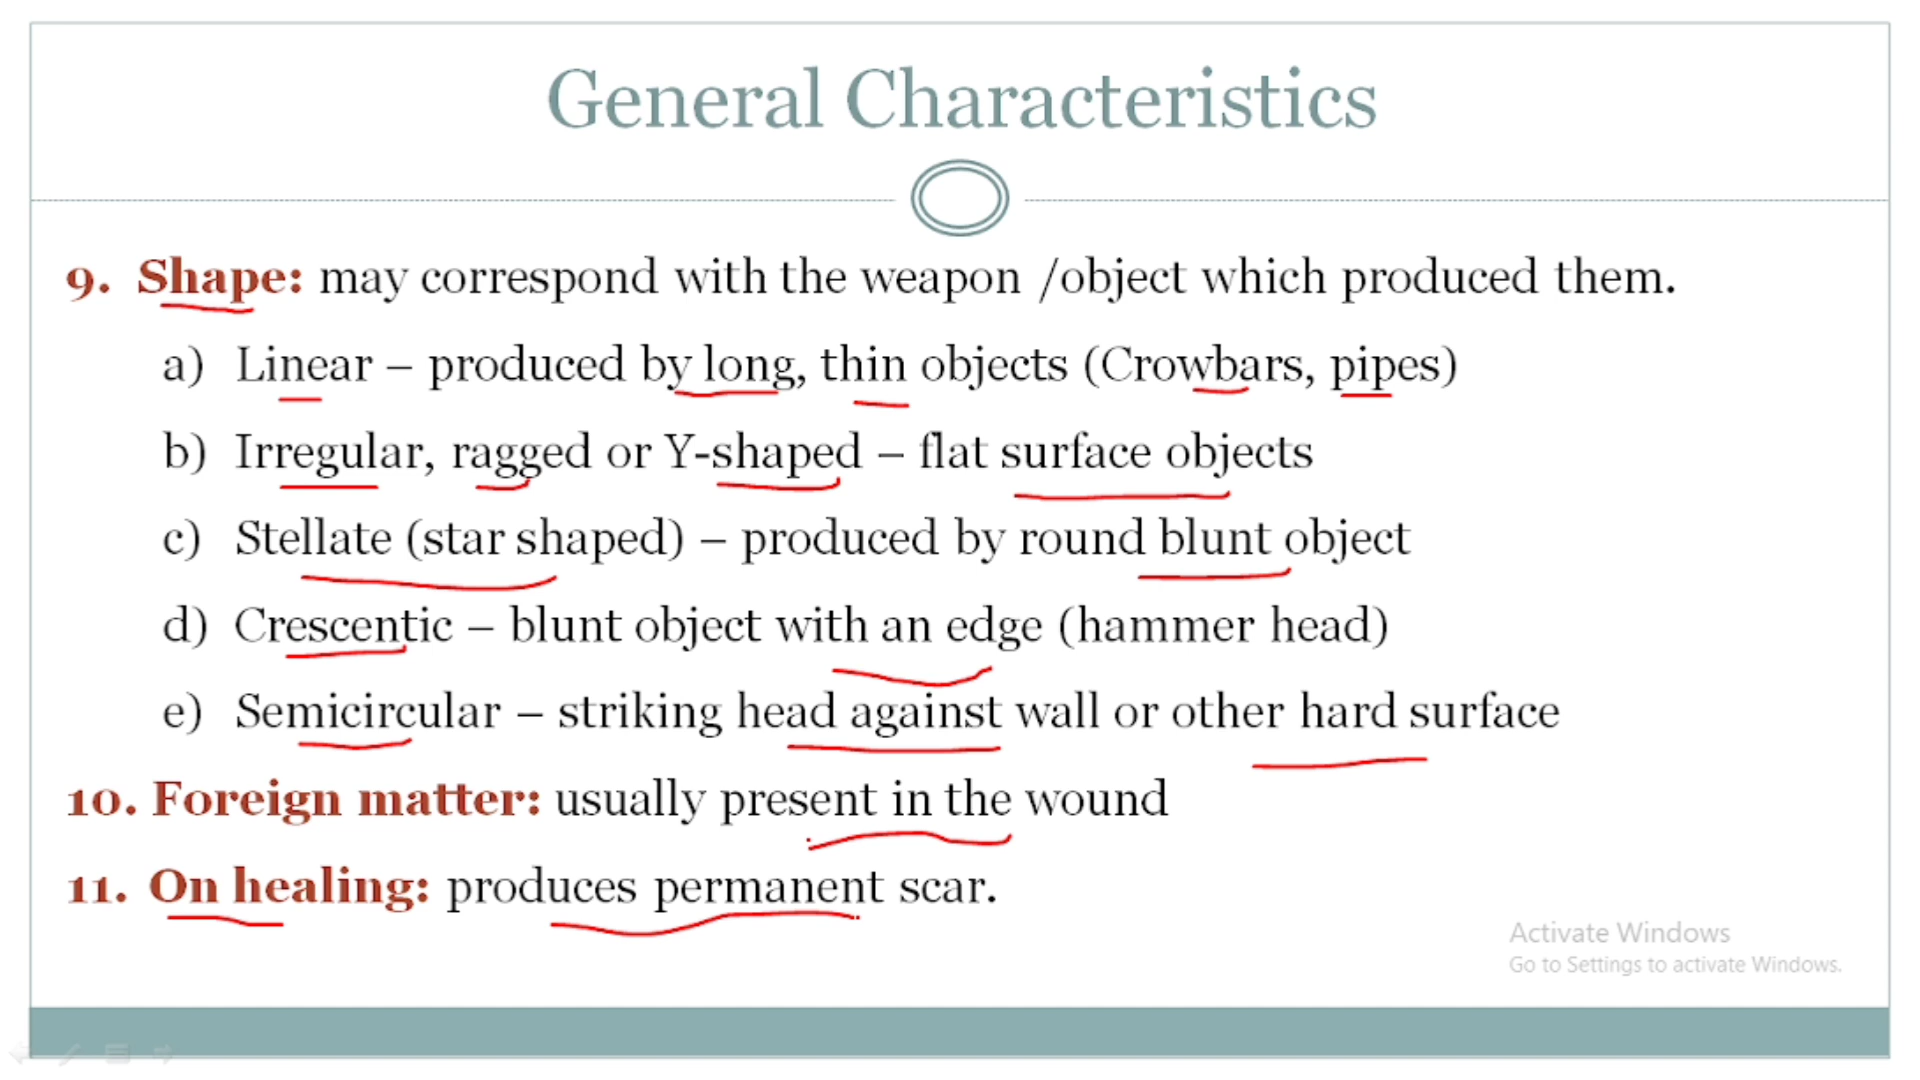 General Characteristics
9. Shape: may correspond with the weapon /object which produced them.
a) Linear – produced by long, thin objects (Crowbars, pipes)
b) Irregular, ragged or Y-shaped – flat surface objects
c) Stellate (star shaped) – produced by round blunt object
d) Crescentic – blunt object with an edge (hammer head)
e) Semicircular – striking head against wall or other hard surface
10. Foreign matter: usually present in the wound
11. On healing: produces permanent scar.
Activate Windows
Go to Settings to activate Windows.